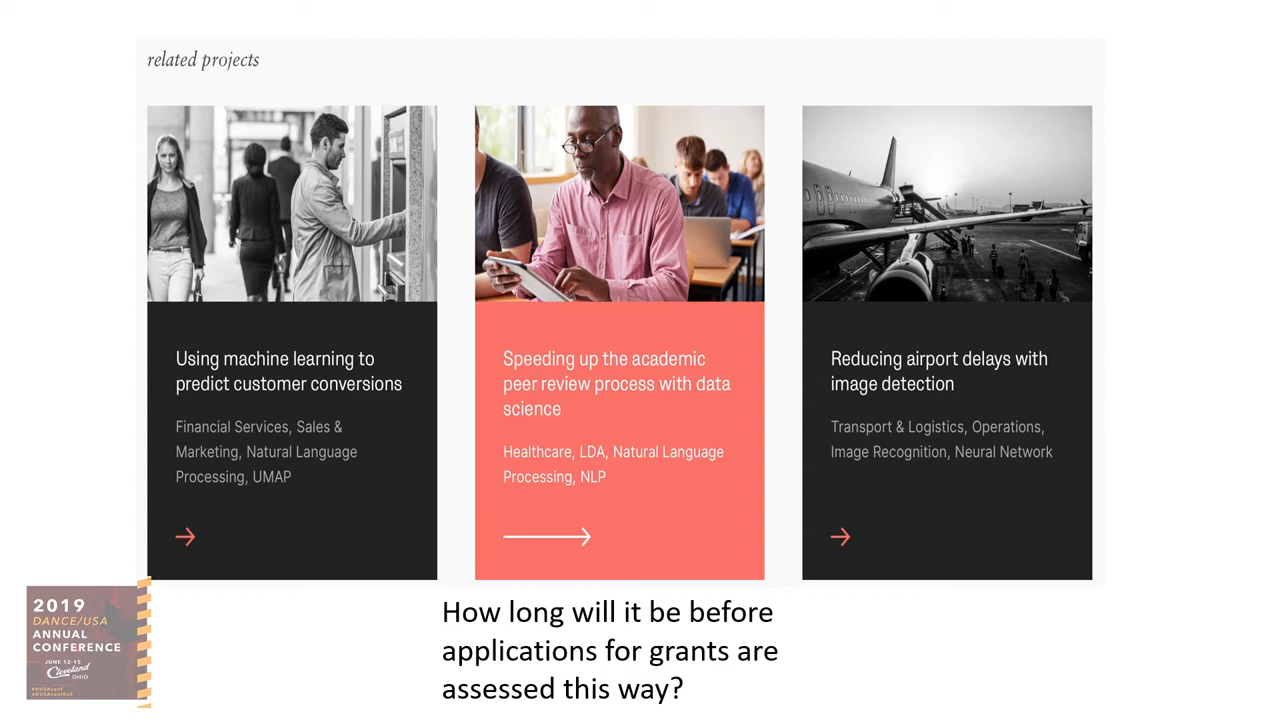 related projects
Using machine learning to
predict customer conversions
Financial Services, Sales &
Marketing, Natural Language
Processing, UMAP
Speeding up the academic
peer review process with data
science
Healthcare, LDA, Natural Language
Processing, NLP
Reducing airport delays with
image detection
Transport & Logistics, Operations,
Image Recognition, Neural Network
How long will it be before
applications for grants are
assessed this way?
2019
DANCE/USA
ANNUAL
CONFERENCE
JUNE 12-15
Cleveland
OHIO
#DUSAconf
#DUSAconfCLE